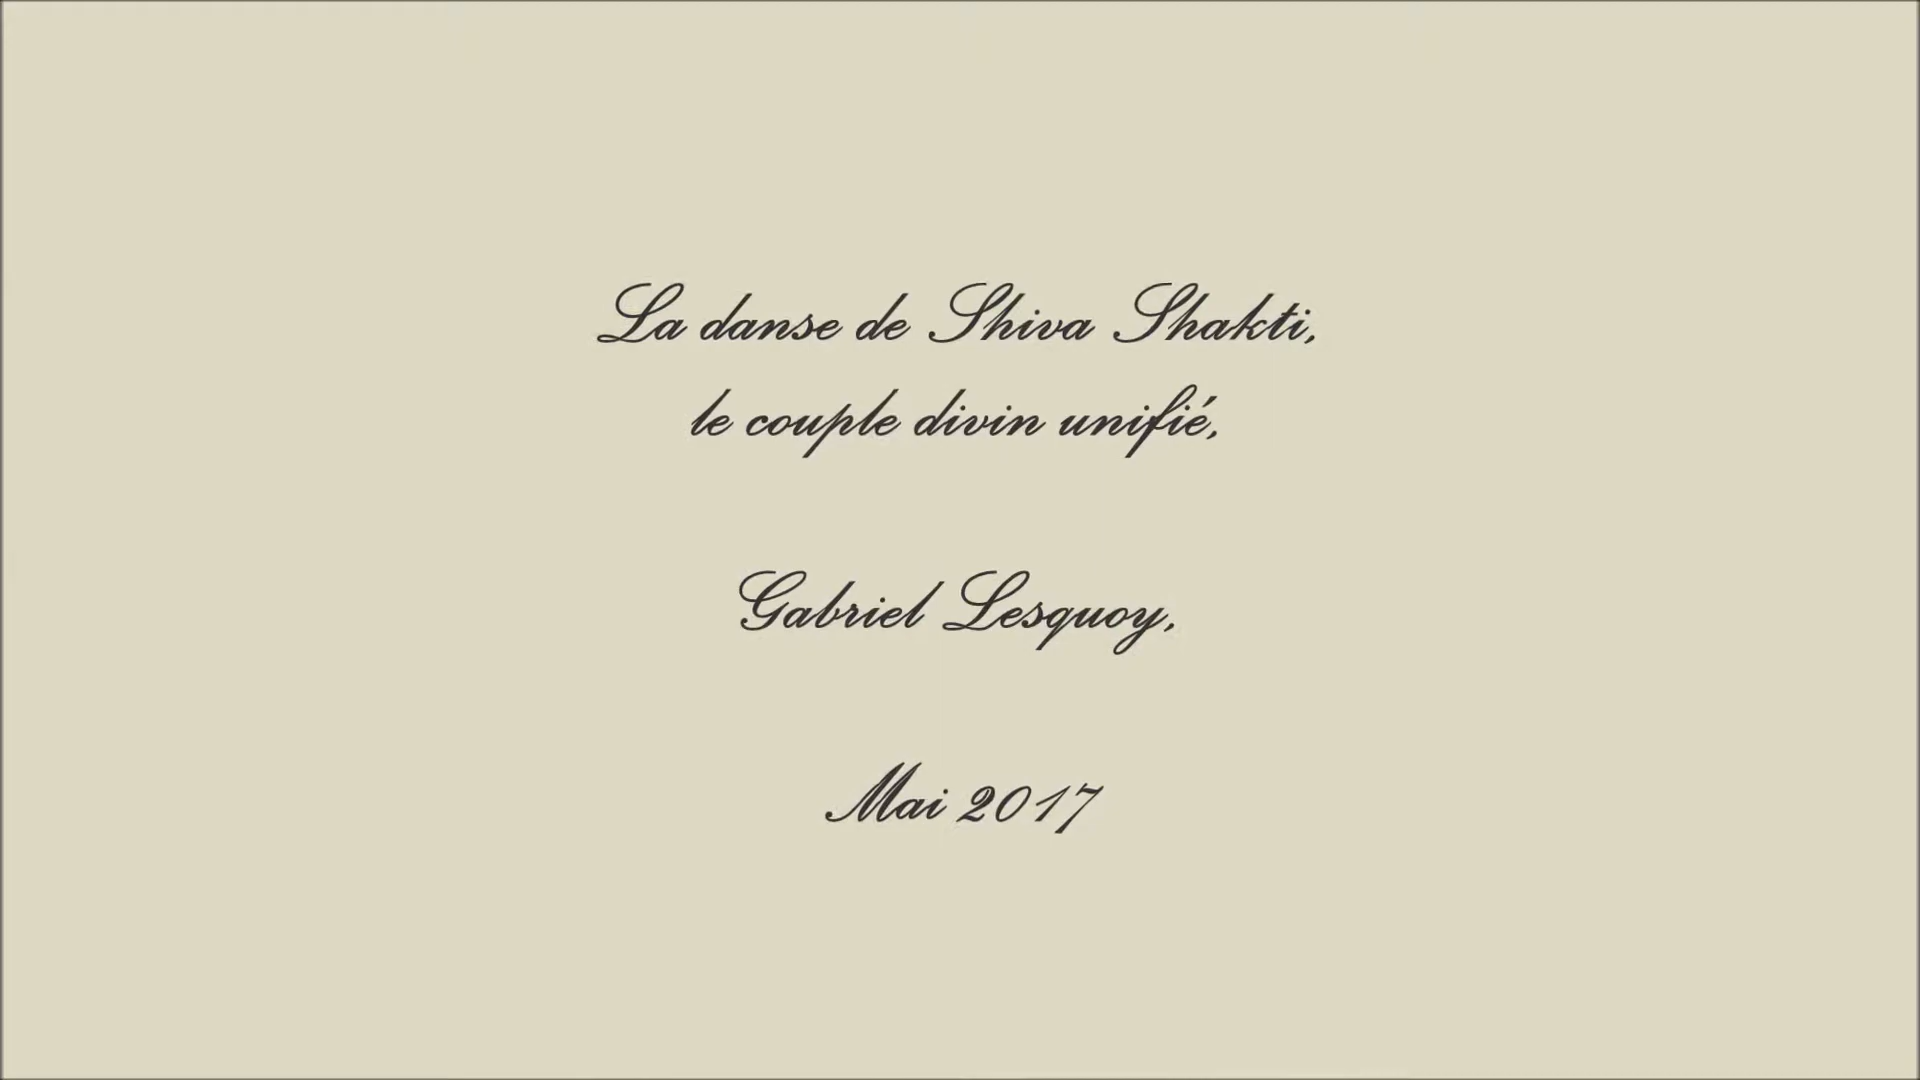 La danse de Shiva Shakti,
le couple divin unifié,
Gabriel Lesquoy,
Mai 2017